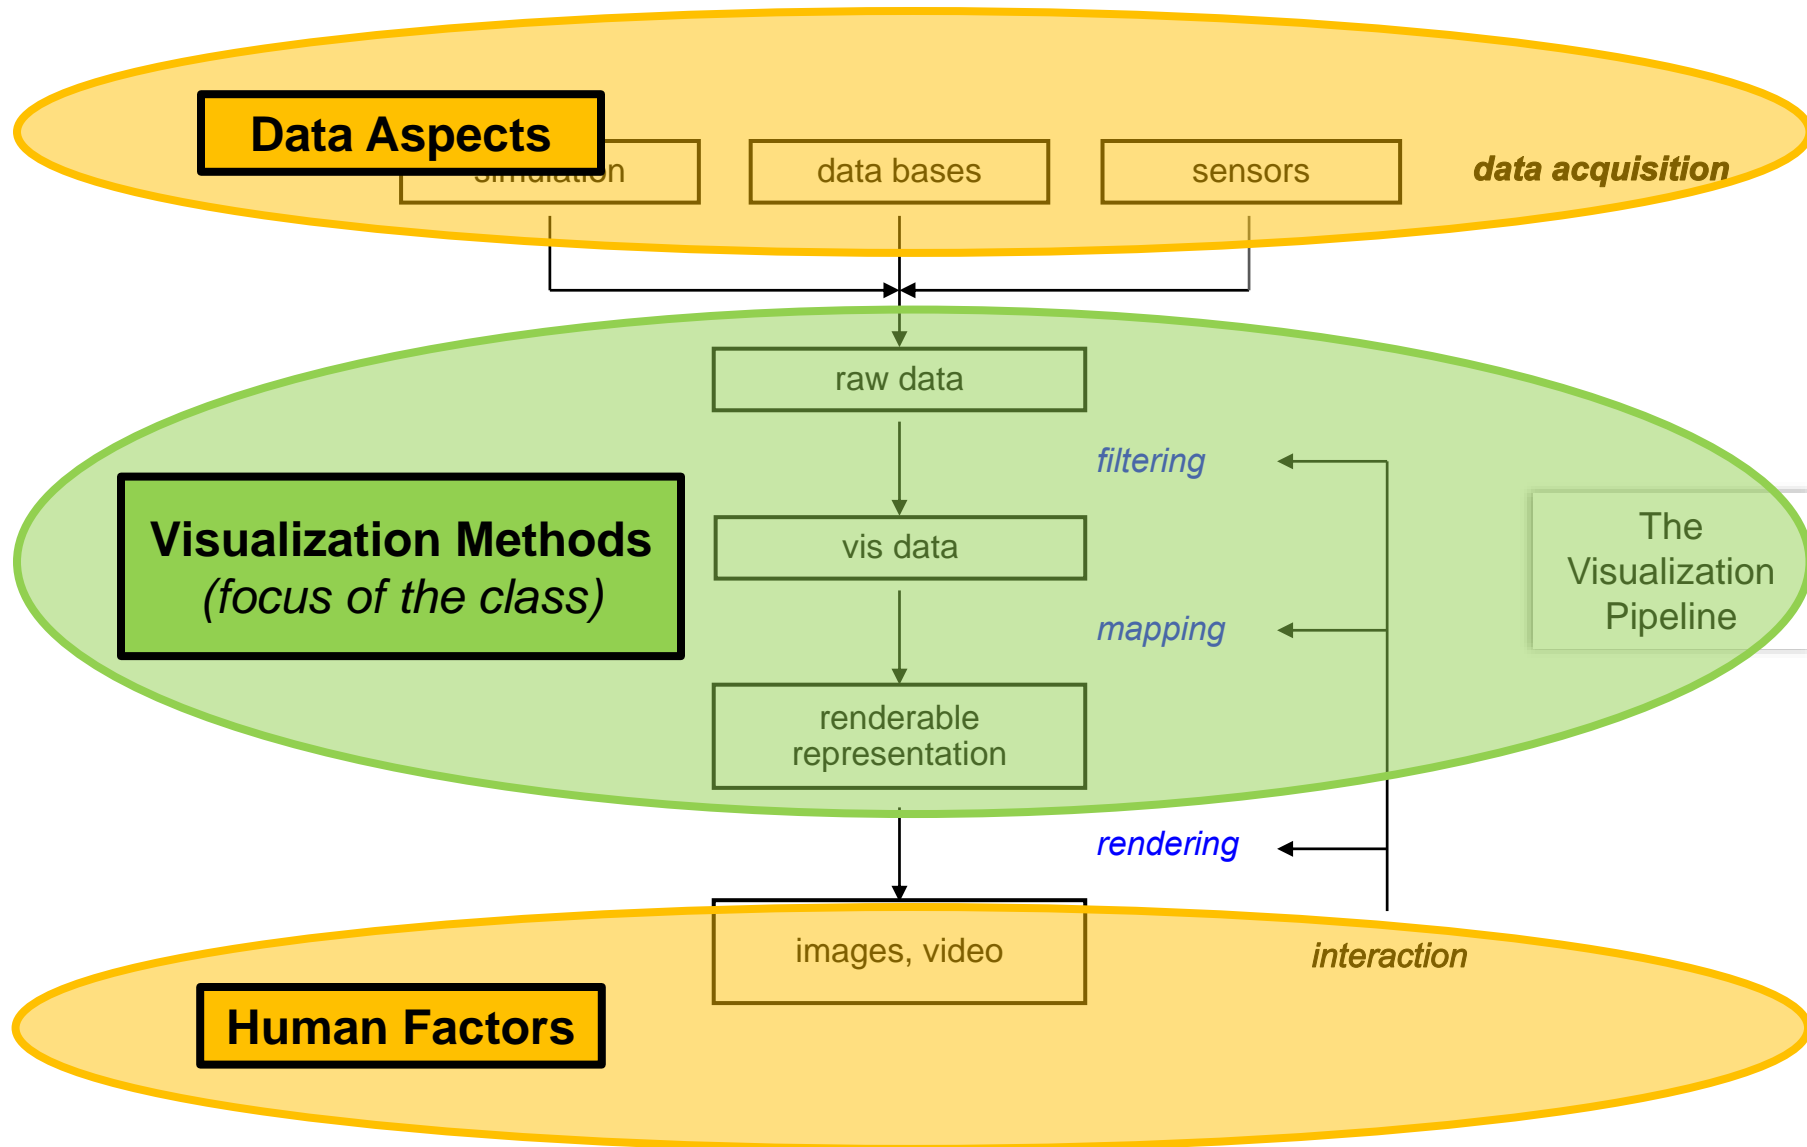 Data Aspects
simulation
data bases
sensors
data acquisition
raw data
filtering
Visualization Methods
(focus of the class)
vis data
The
Visualization
Pipeline
mapping
renderable
representation
rendering
images, video
interaction
Human Factors